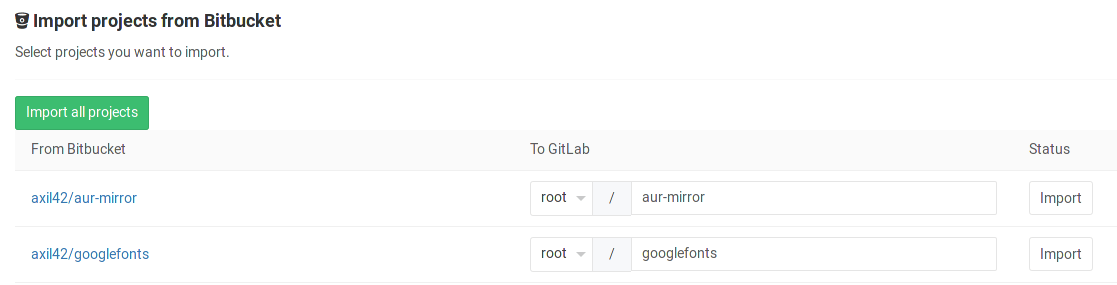 Import projects from Bitbucket
Select projects you want to import.
Import all projects
From Bitbucket To GitLab Status
axil42/aur-mirror root / aur-mirror Import
axil42/googlefonts root / googlefonts Import